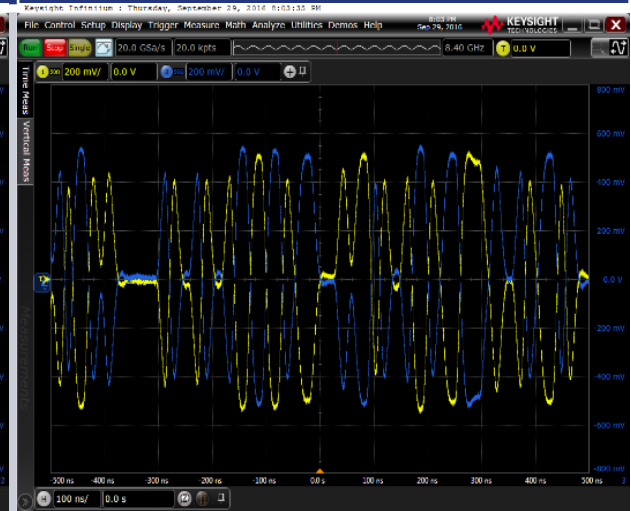 Keysight Infiniium : Thursday, September 29, 2016 8:03:35 PM
File Control Setup Display Trigger Measure Math Analyze Utilities Demos Help
8:03 PM
Sep 29, 2016
KEYSIGHT
TECHNOLOGIES
Run Stop Single 20.0 GSa/s 20.0 kpts 8.40 GHz T 0.0 V
1 200 mV/ 0.0 V 3 200 mV/ 0.0 V
Time Meas
Vertical Meas
Measurements
800 mV
600 mV
400 mV
200 mV
0.0 V
-200 mV
-400 mV
-600 mV
-800 mV
-500 ns -400 ns -300 ns -200 ns -100 ns 0.0 s 100 ns 200 ns 300 ns 400 ns 500 ns 3
H 100 ns/ 0.0 s